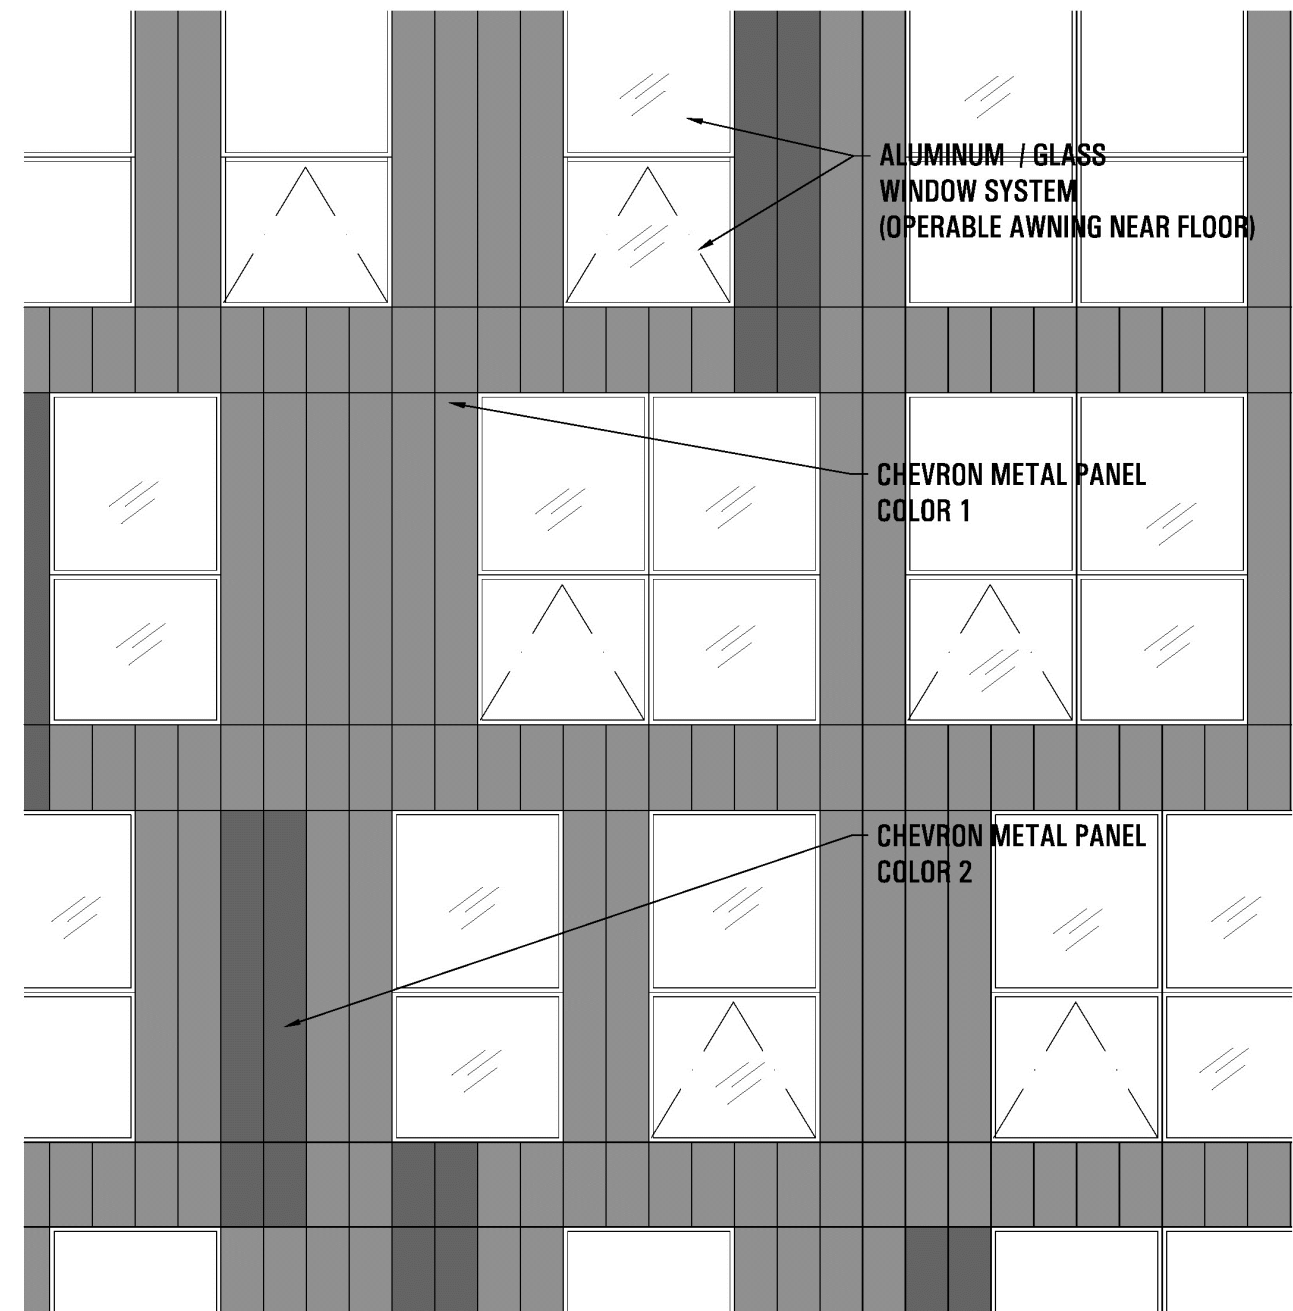 ALUMINUM / GLASS
WINDOW SYSTEM
(OPERABLE AWNING NEAR FLOOR)
CHEVRON METAL PANEL
COLOR 1
CHEVRON METAL PANEL
COLOR 2